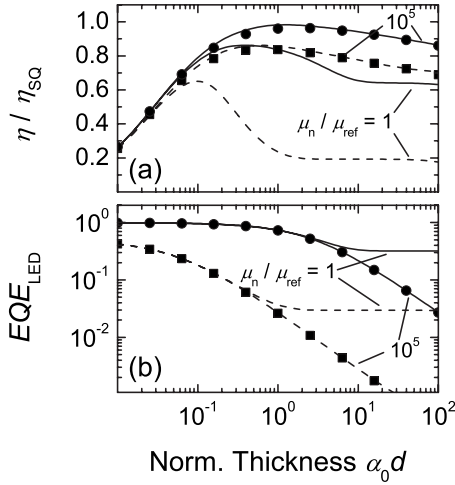 η / η_SQ
1.0
0.8
0.6
0.4
0.2
10^5
μ_n / μ_ref = 1
(a)
EQE_LED
10^0
10^-1
10^-2
μ_n / μ_ref = 1
10^5
(b)
10^-1 10^0 10^1 10^2
Norm. Thickness α_0d